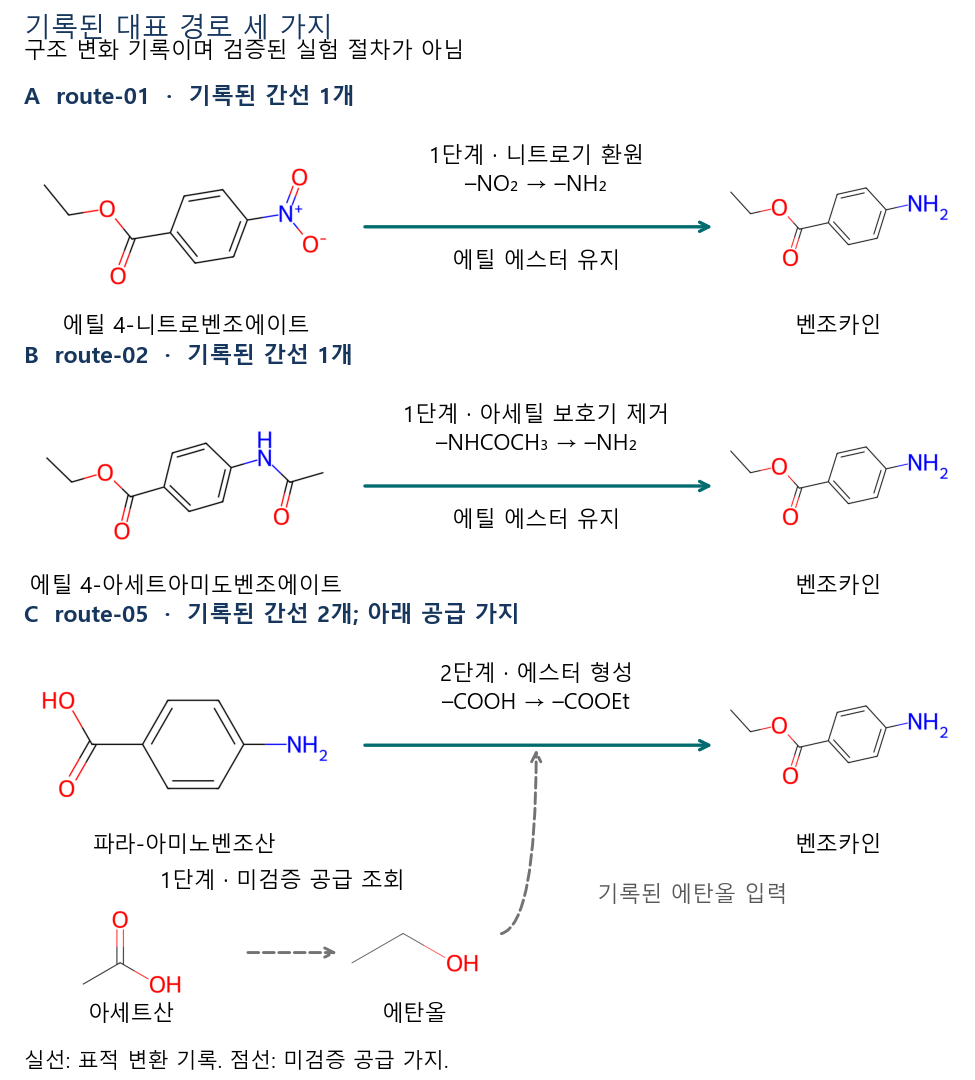 기록된 대표 경로 세 가지
구조 변화 기록이며 검증된 실험 절차가 아님
A route-01 · 기록된 간선 1개
1단계 · 니트로기 환원
–NO₂ → –NH₂
O
O
N⁺
O⁻
O
에틸 에스터 유지
O
NH₂
O
에틸 4-니트로벤조에이트
벤조카인
B route-02 · 기록된 간선 1개
1단계 · 아세틸 보호기 제거
–NHCOCH₃ → –NH₂
H
N
O
O
O
에틸 에스터 유지
O
NH₂
O
에틸 4-아세트아미도벤조에이트
벤조카인
C route-05 · 기록된 간선 2개; 아래 공급 가지
2단계 · 에스터 형성
–COOH → –COOEt
HO
NH₂
O
O
NH₂
O
파라-아미노벤조산
벤조카인
1단계 · 미검증 공급 조회
기록된 에탄올 입력
O
OH
OH
아세트산
에탄올
실선: 표적 변환 기록. 점선: 미검증 공급 가지.